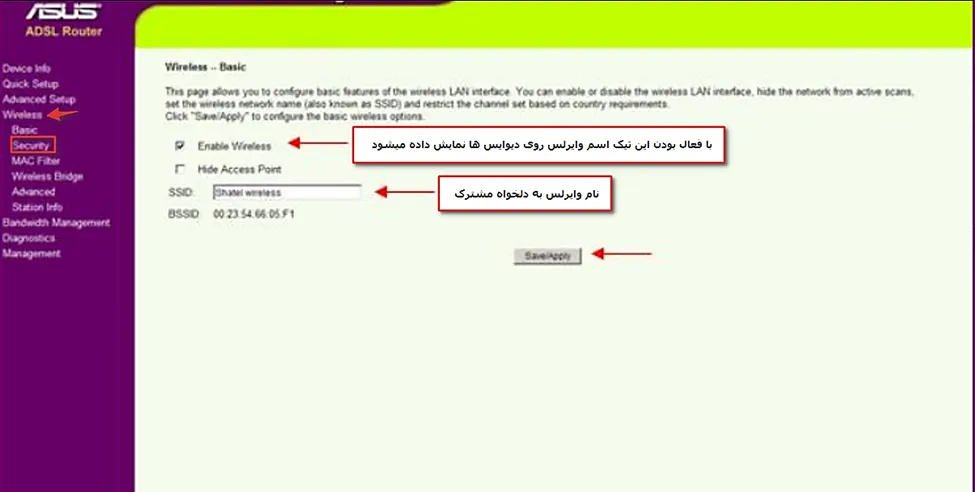 ASUS
ADSL Router
Device Info
Quick Setup
Advanced Setup
Wireless
Basic
Security
MAC Filter
Wireless Bridge
Advanced
Station Info
Bandwidth Management
Diagnostics
Management
Wireless -- Basic
This page allows you to configure basic features of the wireless LAN interface. You can enable or disable the wireless LAN interface, hide the network from active scans,
set the wireless network name (also known as SSID) and restrict the channel set based on country requirements.
Click "Save/Apply" to configure the basic wireless options.
Enable Wireless
با فعال بودن این تیک اسم وایرلس روی دیوایس ها نمایش داده میشود
Hide Access Point
SSID: Shatel wireless
نام وایرلس به دلخواه مشترک
BSSID: 00:23:54:66:05:F1
Save/Apply